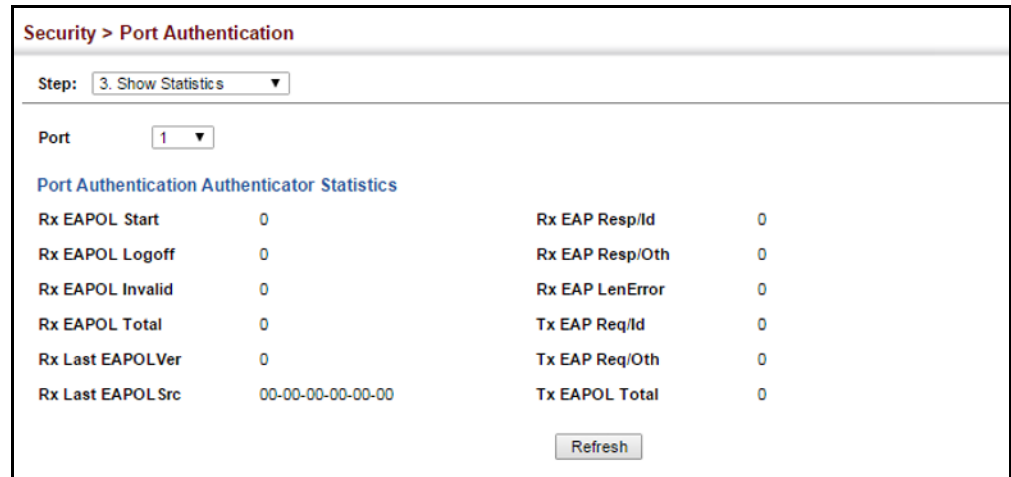 Security > Port Authentication
Step: 3. Show Statistics
Port 1
Port Authentication Authenticator Statistics
Rx EAPOL Start 0 Rx EAP Resp/Id 0
Rx EAPOL Logoff 0 Rx EAP Resp/Oth 0
Rx EAPOL Invalid 0 Rx EAP LenError 0
Rx EAPOL Total 0 Tx EAP Req/Id 0
Rx Last EAPOLVer 0 Tx EAP Req/Oth 0
Rx Last EAPOLSrc 00-00-00-00-00-00 Tx EAPOL Total 0
Refresh